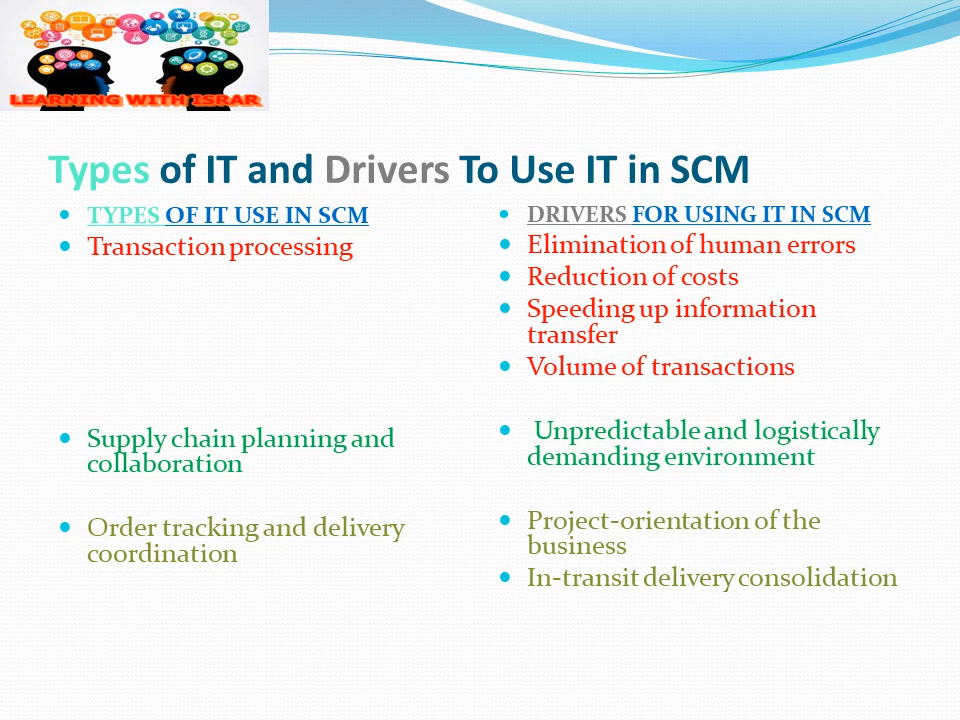 LEARNING WITH ISRAR
Types of IT and Drivers To Use IT in SCM
TYPES OF IT USE IN SCM
Transaction processing
Supply chain planning and
collaboration
Order tracking and delivery
coordination
DRIVERS FOR USING IT IN SCM
Elimination of human errors
Reduction of costs
Speeding up information
transfer
Volume of transactions
Unpredictable and logistically
demanding environment
Project-orientation of the
business
In-transit delivery consolidation